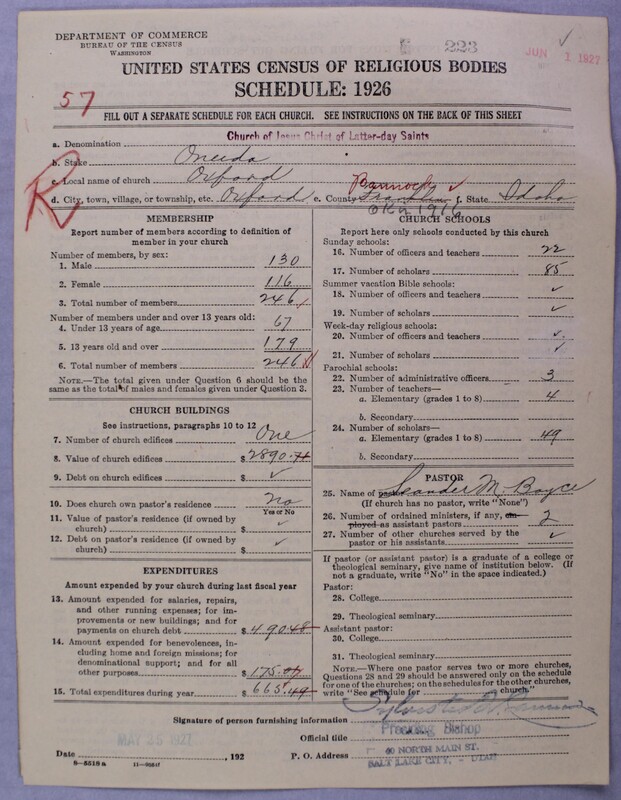 DEPARTMENT OF COMMERCE
BUREAU OF THE CENSUS
WASHINGTON
223
JUN 1 1927
UNITED STATES CENSUS OF RELIGIOUS BODIES
SCHEDULE: 1926
57
FILL OUT A SEPARATE SCHEDULE FOR EACH CHURCH. SEE INSTRUCTIONS ON THE BACK OF THIS SHEET
a. Denomination Church of Jesus Christ of Latter-day Saints
b. Stake Oneida
c. Local name of church Oxford
R
d. City, town, village, or township, etc. Oxford e. County Franklin Bannock f. State Idaho
OK in 1916
MEMBERSHIP
Report number of members according to definition of
member in your church
Number of members, by sex:
1. Male 130
2. Female 116
3. Total number of members 246
Number of members under and over 13 years old:
4. Under 13 years of age 67
5. 13 years old and over 179
6. Total number of members 246
NOTE.—The total given under Question 6 should be the
same as the total of males and females given under Question 3.
CHURCH BUILDINGS
See instructions, paragraphs 10 to 12
7. Number of church edifices One
8. Value of church edifices $ 2890.
9. Debt on church edifices $ ✓
10. Does church own pastor's residence? no
Yes or No
11. Value of pastor's residence (if owned by
church) $ ✓
12. Debt on pastor's residence (if owned by
church) $ ✓
EXPENDITURES
Amount expended by your church during last fiscal year
13. Amount expended for salaries, repairs,
and other running expenses; for im-
provements or new buildings; and for
payments on church debt $ 490.48
14. Amount expended for benevolences, in-
cluding home and foreign missions; for
denominational support; and for all
other purposes $ 175.
15. Total expenditures during year $ 665.49
CHURCH SCHOOLS
Report here only schools conducted by this church
Sunday schools:
16. Number of officers and teachers 22
17. Number of scholars 85
Summer vacation Bible schools:
18. Number of officers and teachers ✓
19. Number of scholars ✓
Week-day religious schools:
20. Number of officers and teachers ✓
21. Number of scholars ✓
Parochial schools:
22. Number of administrative officers 3
23. Number of teachers—
a. Elementary (grades 1 to 8) 4
b. Secondary
24. Number of scholars—
a. Elementary (grades 1 to 8) 49
b. Secondary
PASTOR
25. Name of pastor Leander M. Boyce
(If church has no pastor, write "None")
26. Number of ordained ministers, if any, em-
ployed as assistant pastors 2
27. Number of other churches served by the
pastor or his assistants ✓
If pastor (or assistant pastor) is a graduate of a college or
theological seminary, give name of institution below. (If
not a graduate, write "No" in the space indicated.)
Pastor:
28. College
29. Theological seminary
Assistant pastor:
30. College
31. Theological seminary
NOTE.—Where one pastor serves two or more churches,
Questions 28 and 29 should be answered only on the schedule
for one of the churches; on the schedules for the other churches,
write "See schedule for church."
Signature of person furnishing information Sylvester Q. Cannon
Official title Presiding Bishop
MAY 26 1927
Date , 192 P. O. Address 40 NORTH MAIN ST.
SALT LAKE CITY, - UTAH
8—5518 a 11—9054